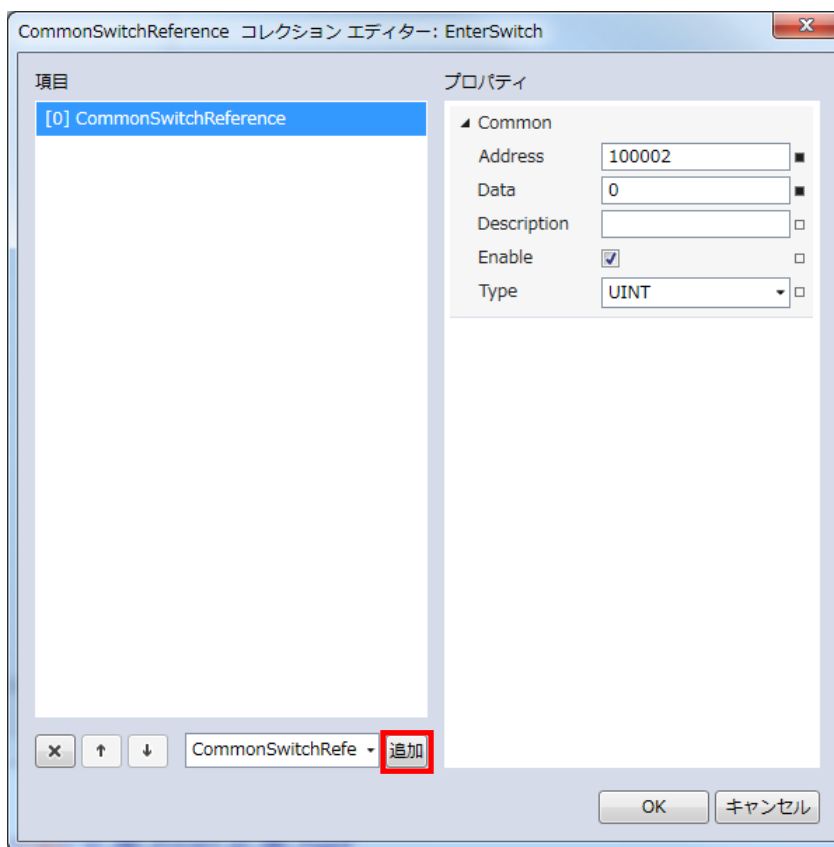 CommonSwitchReference コレクション エディター: EnterSwitch
項目
[0] CommonSwitchReference
CommonSwitchRefe
追加
プロパティ
Common
Address 100002
Data 0
Description
Enable
Type UINT
OK
キャンセル